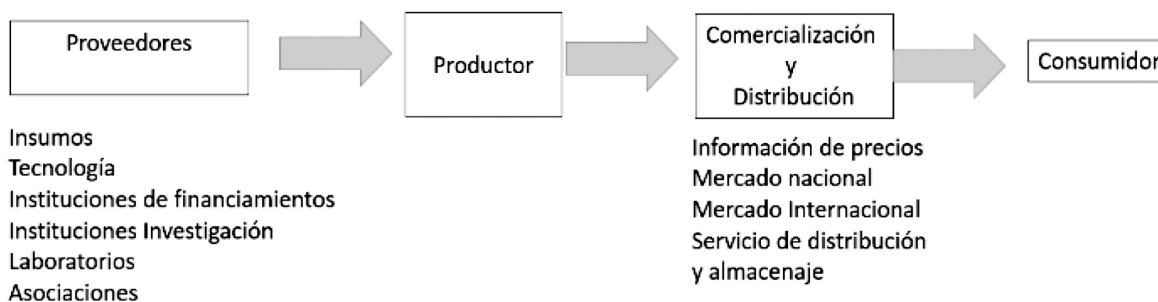 Proveedores
Productor
Comercialización
y
Distribución
Consumidor
Insumos
Tecnología
Instituciones de financiamientos
Instituciones Investigación
Laboratorios
Asociaciones
Información de precios
Mercado nacional
Mercado Internacional
Servicio de distribución
y almacenaje